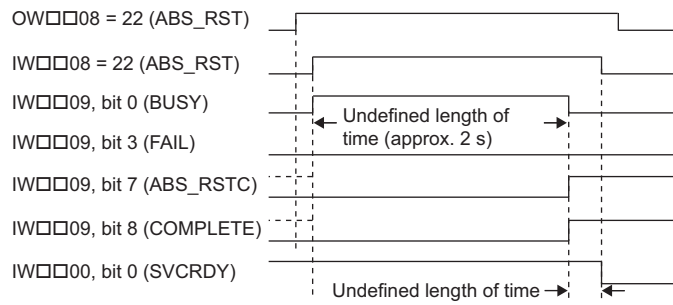 OW□□08 = 22 (ABS_RST)
IW□□08 = 22 (ABS_RST)
IW□□09, bit 0 (BUSY)
Undefined length of
time (approx. 2 s)
IW□□09, bit 3 (FAIL)
IW□□09, bit 7 (ABS_RSTC)
IW□□09, bit 8 (COMPLETE)
IW□□00, bit 0 (SVCRDY)
Undefined length of time